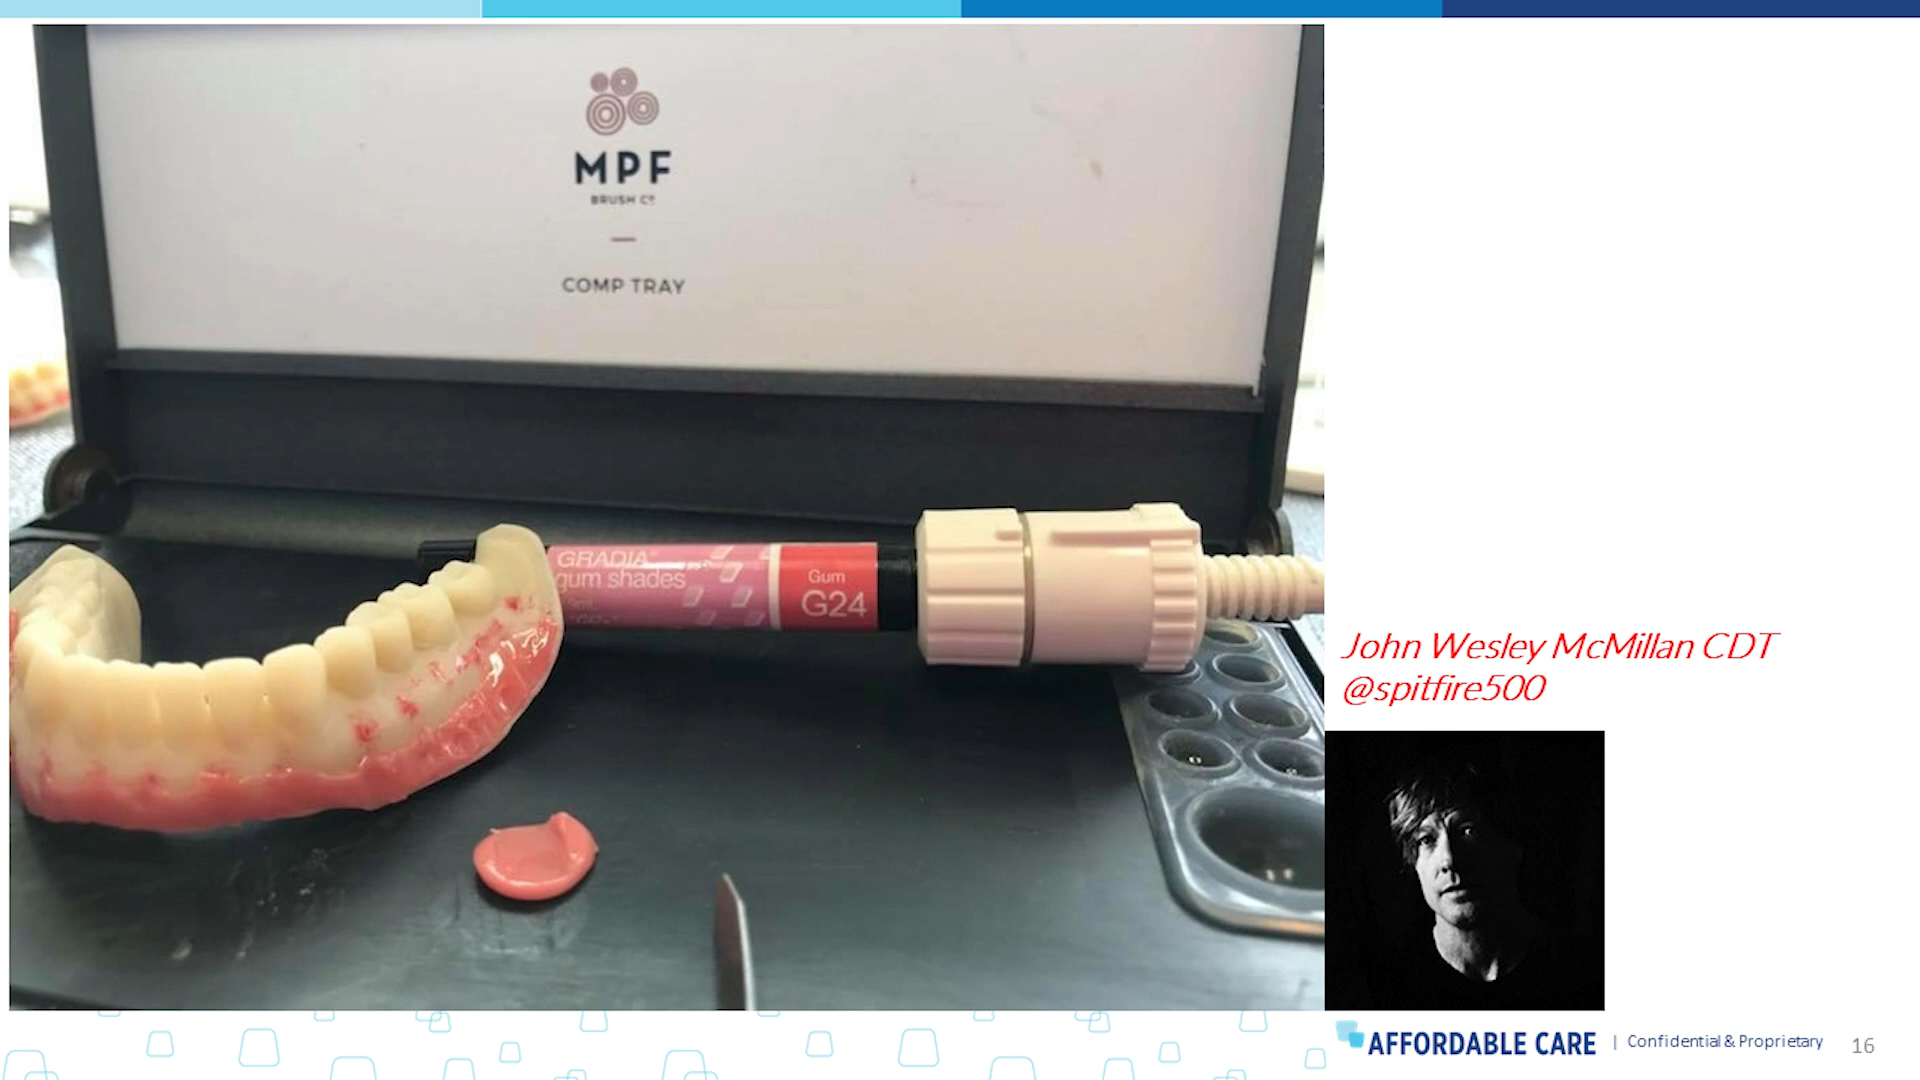 MPF
BRUSH Cº
COMP TRAY
GRADIA®
gum shades
Gum
G24
John Wesley McMillan CDT
@spitfire500
AFFORDABLE CARE | Confidential & Proprietary 16